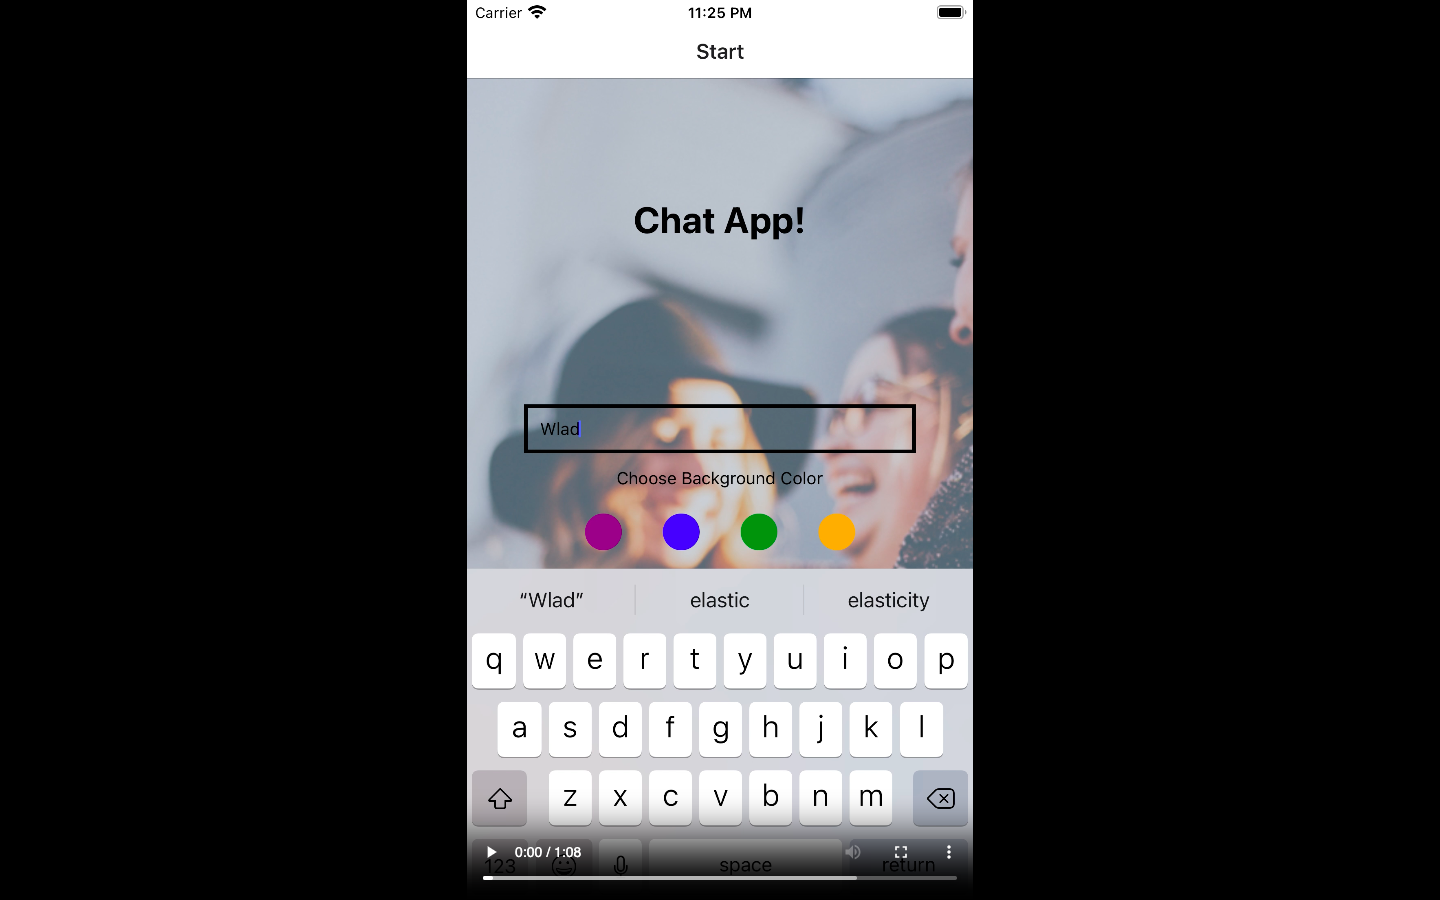 Carrier 11:25 PM
Start
Chat App!
Wlad
Choose Background Color
“Wlad” elastic elasticity
q w e r t y u i o p
a s d f g h j k l
z x c v b n m
0:00 / 1:08
123 space return